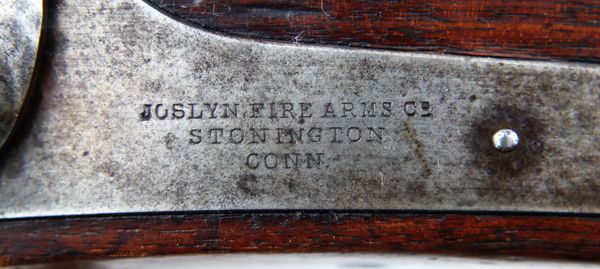 JOSLYN FIRE ARMS Co
STONINGTON
CONN.